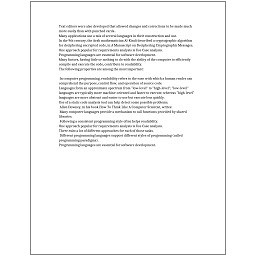 Text editors were also developed that allowed changes and corrections to be made much
more easily than with punched cards.
Many applications use a mix of several languages in their construction and use.
In the 9th century, the Arab mathematician Al-Kindi described a cryptographic algorithm
for deciphering encrypted code, in A Manuscript on Deciphering Cryptographic Messages.
One approach popular for requirements analysis is Use Case analysis.
Programming languages are essential for software development.
Many factors, having little or nothing to do with the ability of the computer to efficiently
compile and execute the code, contribute to readability.
The following properties are among the most important:

In computer programming, readability refers to the ease with which a human reader can
comprehend the purpose, control flow, and operation of source code.
Languages form an approximate spectrum from "low-level" to "high-level"; "low-level"
languages are typically more machine-oriented and faster to execute, whereas "high-level"
languages are more abstract and easier to use but execute less quickly.
Use of a static code analysis tool can help detect some possible problems.
Allen Downey, in his book How To Think Like A Computer Scientist, writes:
Many computer languages provide a mechanism to call functions provided by shared
libraries.
Following a consistent programming style often helps readability.
One approach popular for requirements analysis is Use Case analysis.
There exist a lot of different approaches for each of those tasks.
Different programming languages support different styles of programming (called
programming paradigms).
Programming languages are essential for software development.